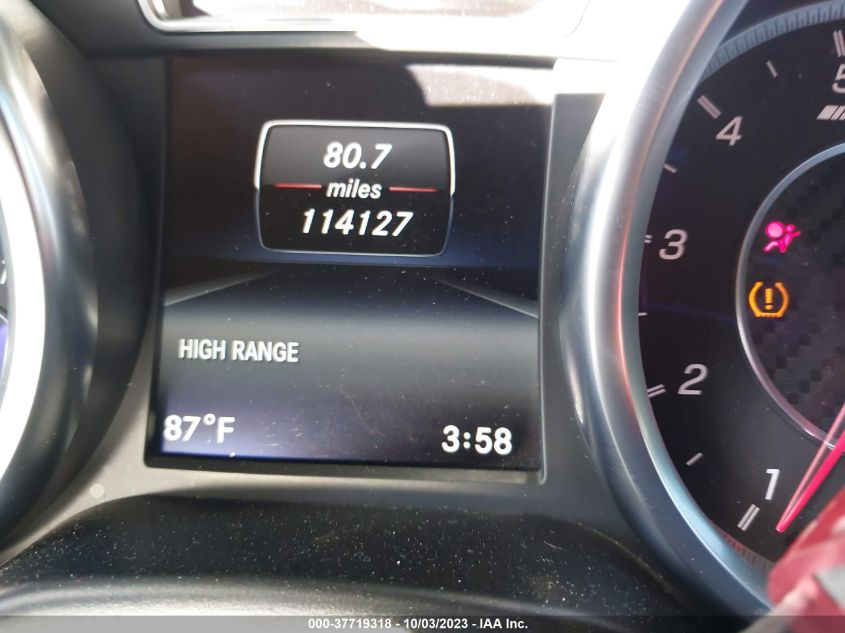 80.7
miles
114127
HIGH RANGE
87°F
3:58
5
4
3
2
1
!
000-37719318 - 10/03/2023 - IAAI, Inc.